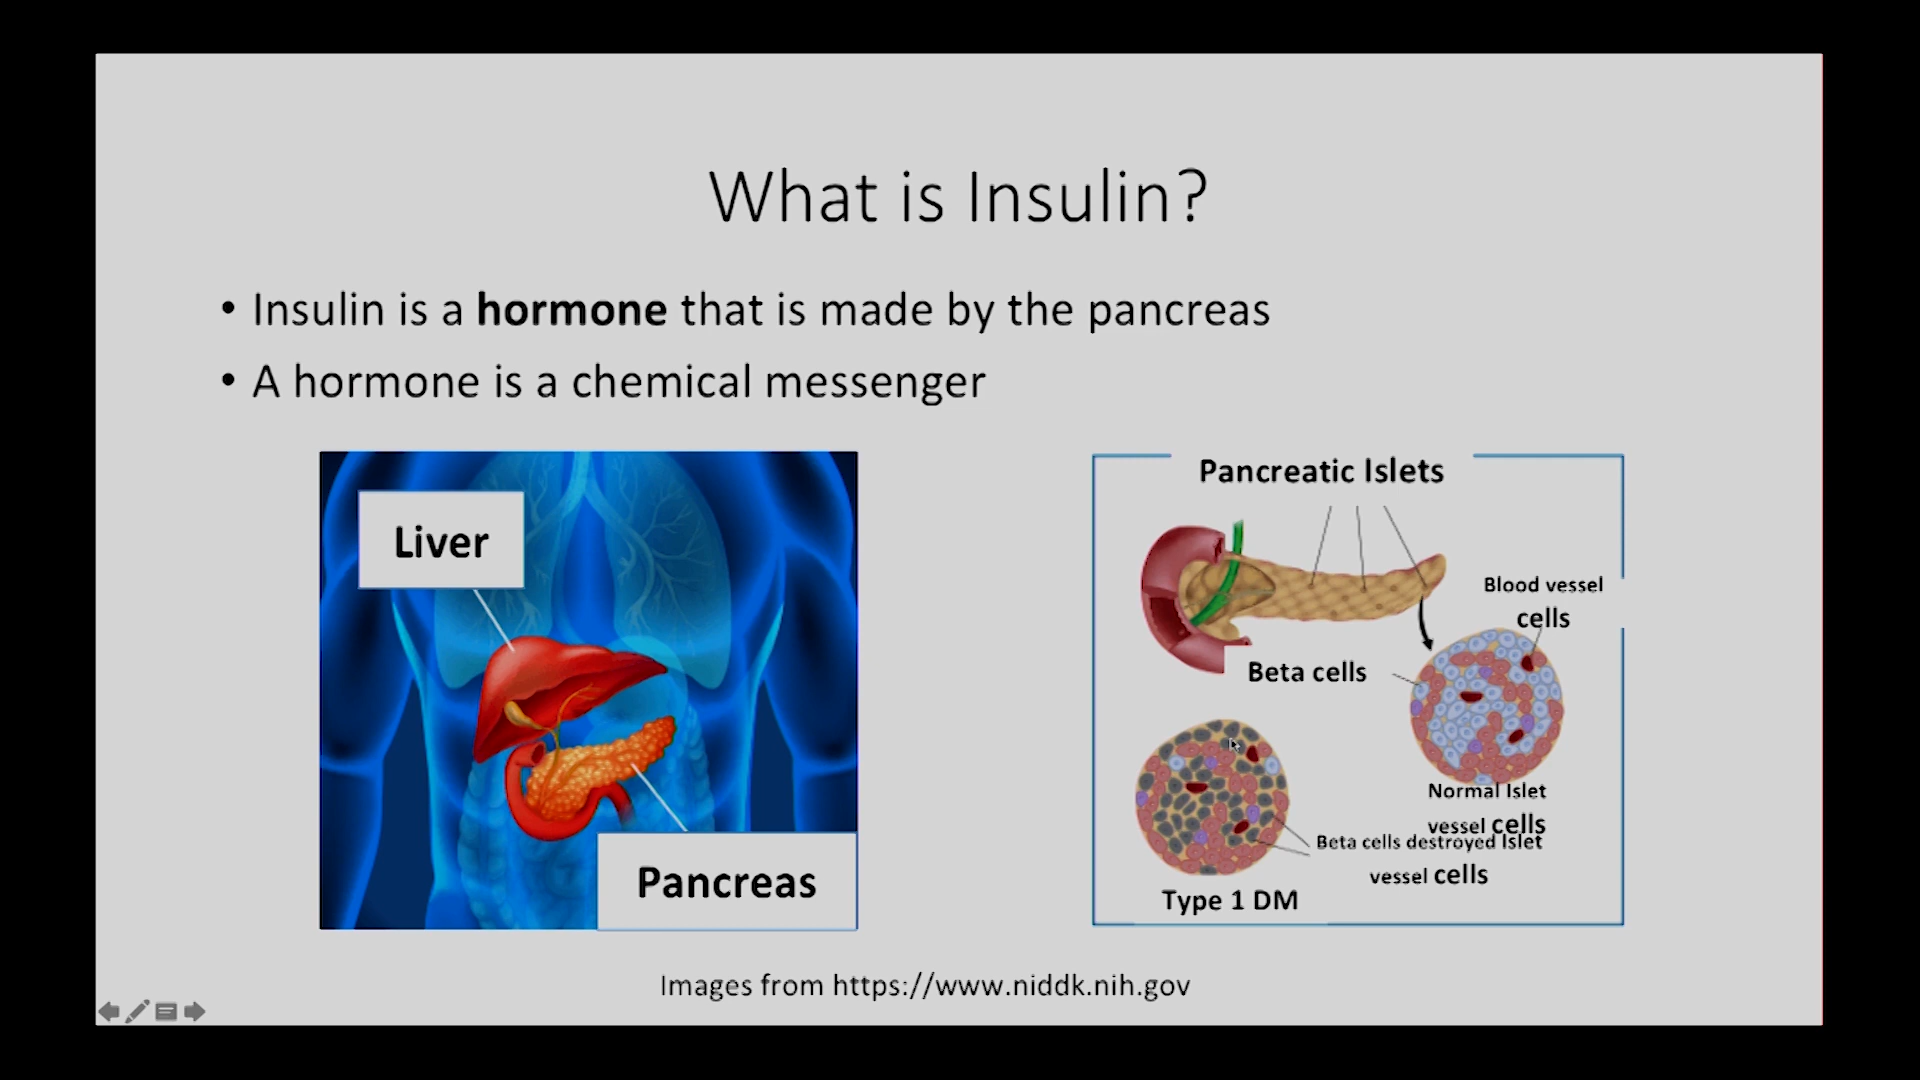 What is Insulin?
• Insulin is a hormone that is made by the pancreas
• A hormone is a chemical messenger
Liver
Pancreas
Pancreatic Islets
Blood vessel
cells
Beta cells
Normal Islet
vessel cells
Beta cells destroyed Islet
vessel cells
Type 1 DM
Images from https://www.niddk.nih.gov